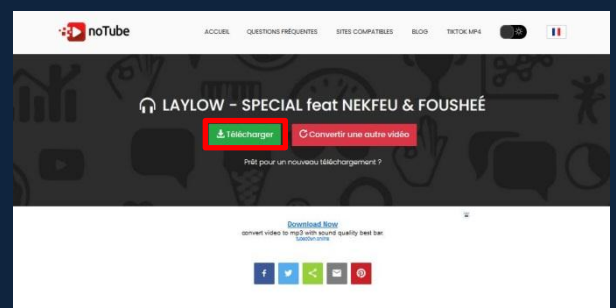 noTube
ACCUEIL QUESTIONS FRÉQUENTES SITES COMPATIBLES BLOG TIKTOK MP4
LAYLOW - SPECIAL feat NEKFEU & FOUSHEÉ
Télécharger Convertir une autre vidéo
Prêt pour un nouveau téléchargement ?
Download Now
convert video to mp3 with sound quality best bar.